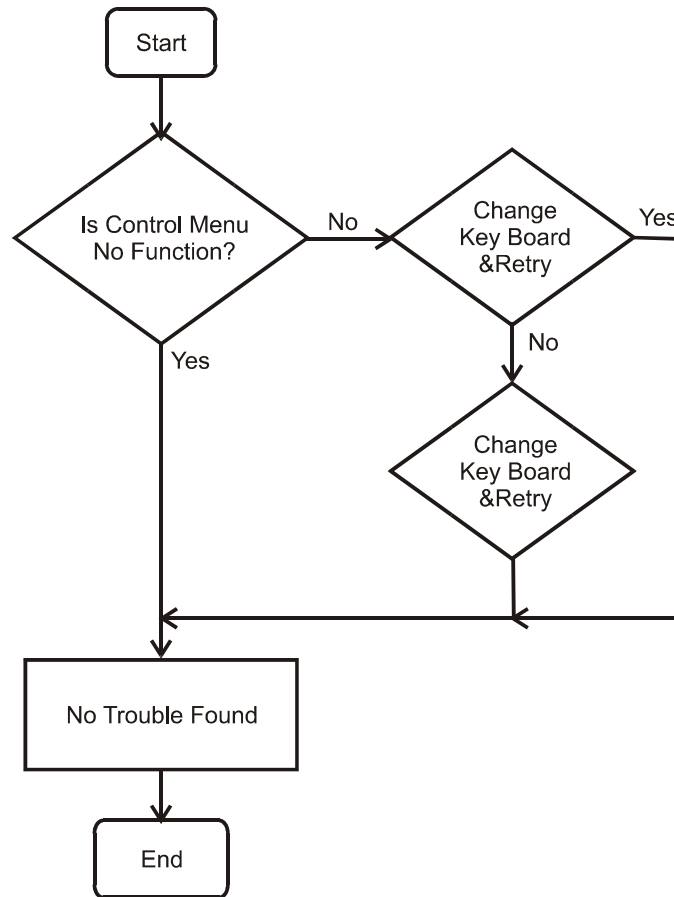 Start
Is Control Menu
No Function?
No
Change
Key Board
&Retry
Yes
Yes
No
Change
Key Board
&Retry
No Trouble Found
End